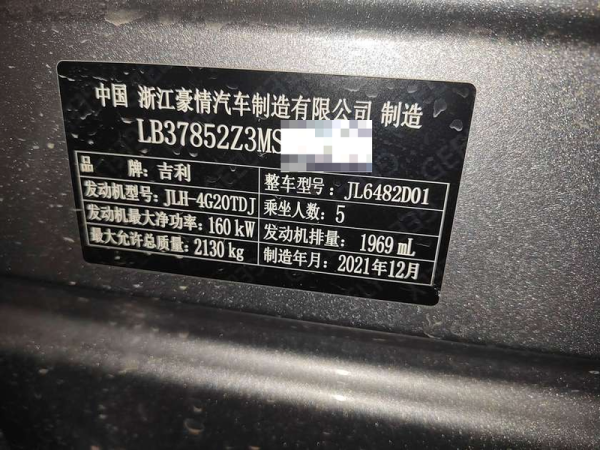 中国 浙江豪情汽车制造有限公司 制造
LB37852Z3MS
品 牌: 吉利
整车型号: JL6482D01
发动机型号: JLH-4G20TDJ
乘坐人数: 5
发动机最大净功率: 160 kW
发动机排量: 1969 mL
最大允许总质量: 2130 kg
制造年月: 2021年12月